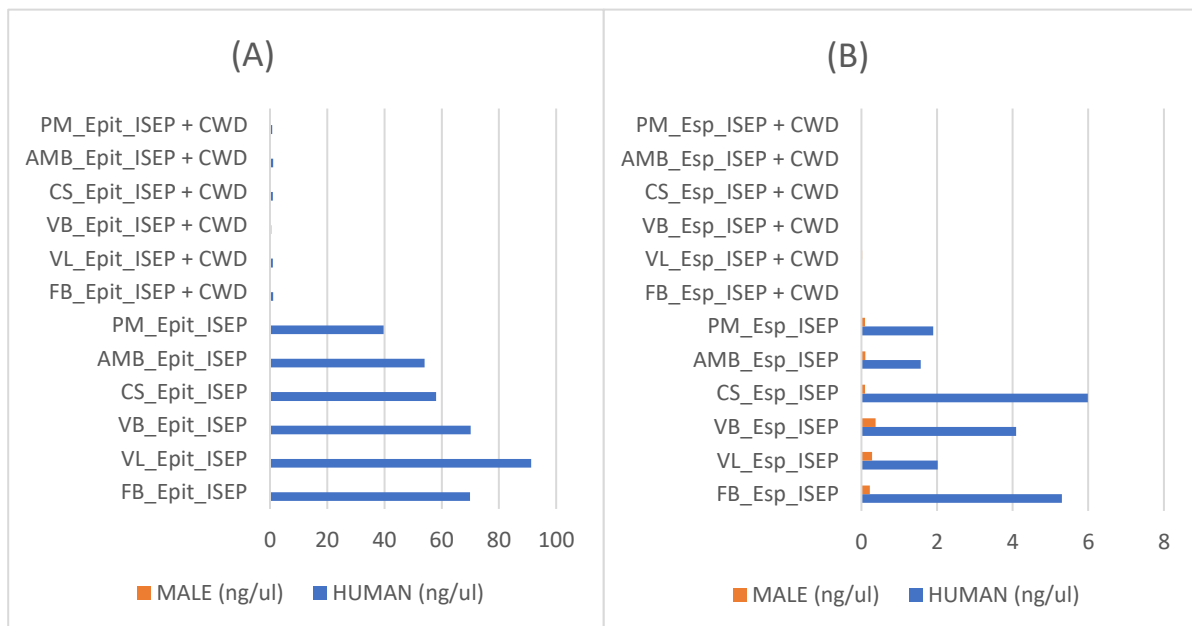 (A)
PM_Epit_ISEP + CWD
AMB_Epit_ISEP + CWD
CS_Epit_ISEP + CWD
VB_Epit_ISEP + CWD
VL_Epit_ISEP + CWD
FB_Epit_ISEP + CWD
PM_Epit_ISEP
AMB_Epit_ISEP
CS_Epit_ISEP
VB_Epit_ISEP
VL_Epit_ISEP
FB_Epit_ISEP
0 20 40 60 80 100
MALE (ng/ul) HUMAN (ng/ul)
(B)
PM_Esp_ISEP + CWD
AMB_Esp_ISEP + CWD
CS_Esp_ISEP + CWD
VB_Esp_ISEP + CWD
VL_Esp_ISEP + CWD
FB_Esp_ISEP + CWD
PM_Esp_ISEP
AMB_Esp_ISEP
CS_Esp_ISEP
VB_Esp_ISEP
VL_Esp_ISEP
FB_Esp_ISEP
0 2 4 6 8
MALE (ng/ul) HUMAN (ng/ul)